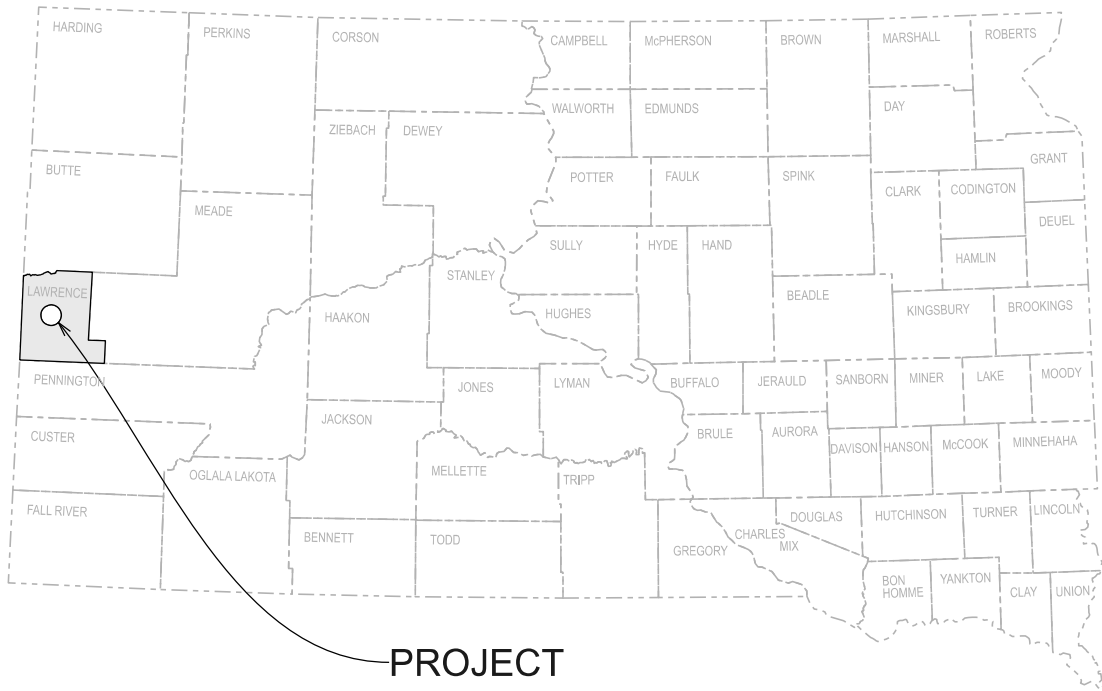 HARDING
PERKINS
CORSON
CAMPBELL
McPHERSON
BROWN
MARSHALL
ROBERTS
WALWORTH
EDMUNDS
DAY
ZIEBACH
DEWEY
GRANT
BUTTE
POTTER
FAULK
SPINK
CLARK
CODINGTON
MEADE
DEUEL
SULLY
HYDE
HAND
HAMLIN
STANLEY
LAWRENCE
BEADLE
KINGSBURY
BROOKINGS
HAAKON
HUGHES
PENNINGTON
JONES
LYMAN
BUFFALO
JERAULD
SANBORN
MINER
LAKE
MOODY
JACKSON
CUSTER
BRULE
AURORA
DAVISON
HANSON
McCOOK
MINNEHAHA
OGLALA LAKOTA
MELLETTE
TRIPP
FALL RIVER
DOUGLAS
HUTCHINSON
TURNER
LINCOLN
BENNETT
TODD
GREGORY
CHARLES
MIX
BON
HOMME
YANKTON
CLAY
UNION
PROJECT